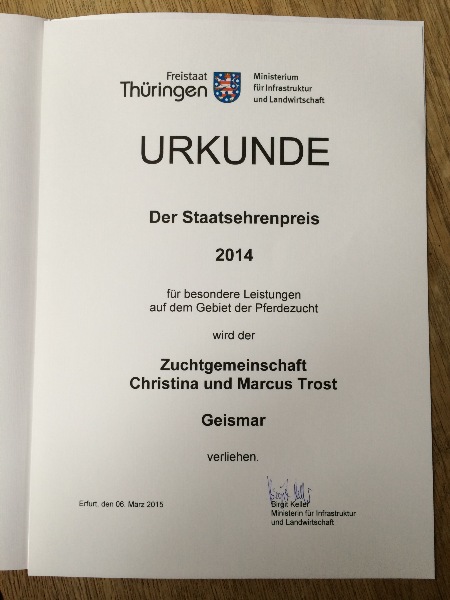 Freistaat
Thüringen
Ministerium
für Infrastruktur
und Landwirtschaft
URKUNDE
Der Staatsehrenpreis
2014
für besondere Leistungen
auf dem Gebiet der Pferdezucht
wird der
Zuchtgemeinschaft
Christina und Marcus Trost
Geismar
verliehen.
Erfurt, den 06. März 2015
Birgit Keller
Ministerin für Infrastruktur
und Landwirtschaft